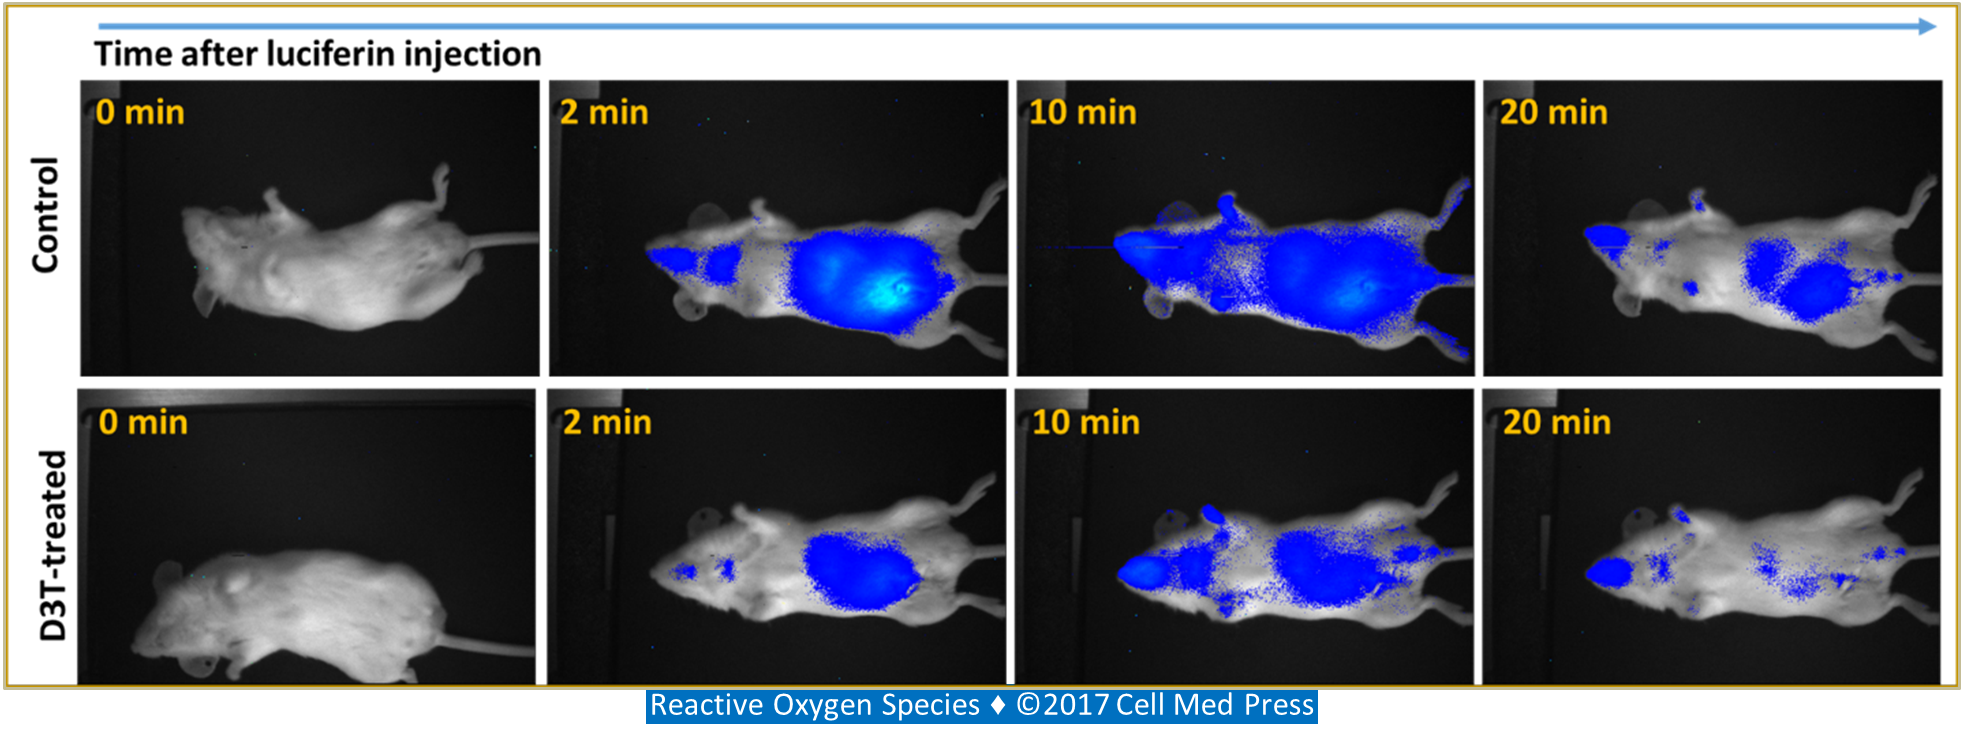 Time after luciferin injection
Control
0 min
2 min
10 min
20 min
D3T-treated
0 min
2 min
10 min
20 min
Reactive Oxygen Species ♦ ©2017 Cell Med Press